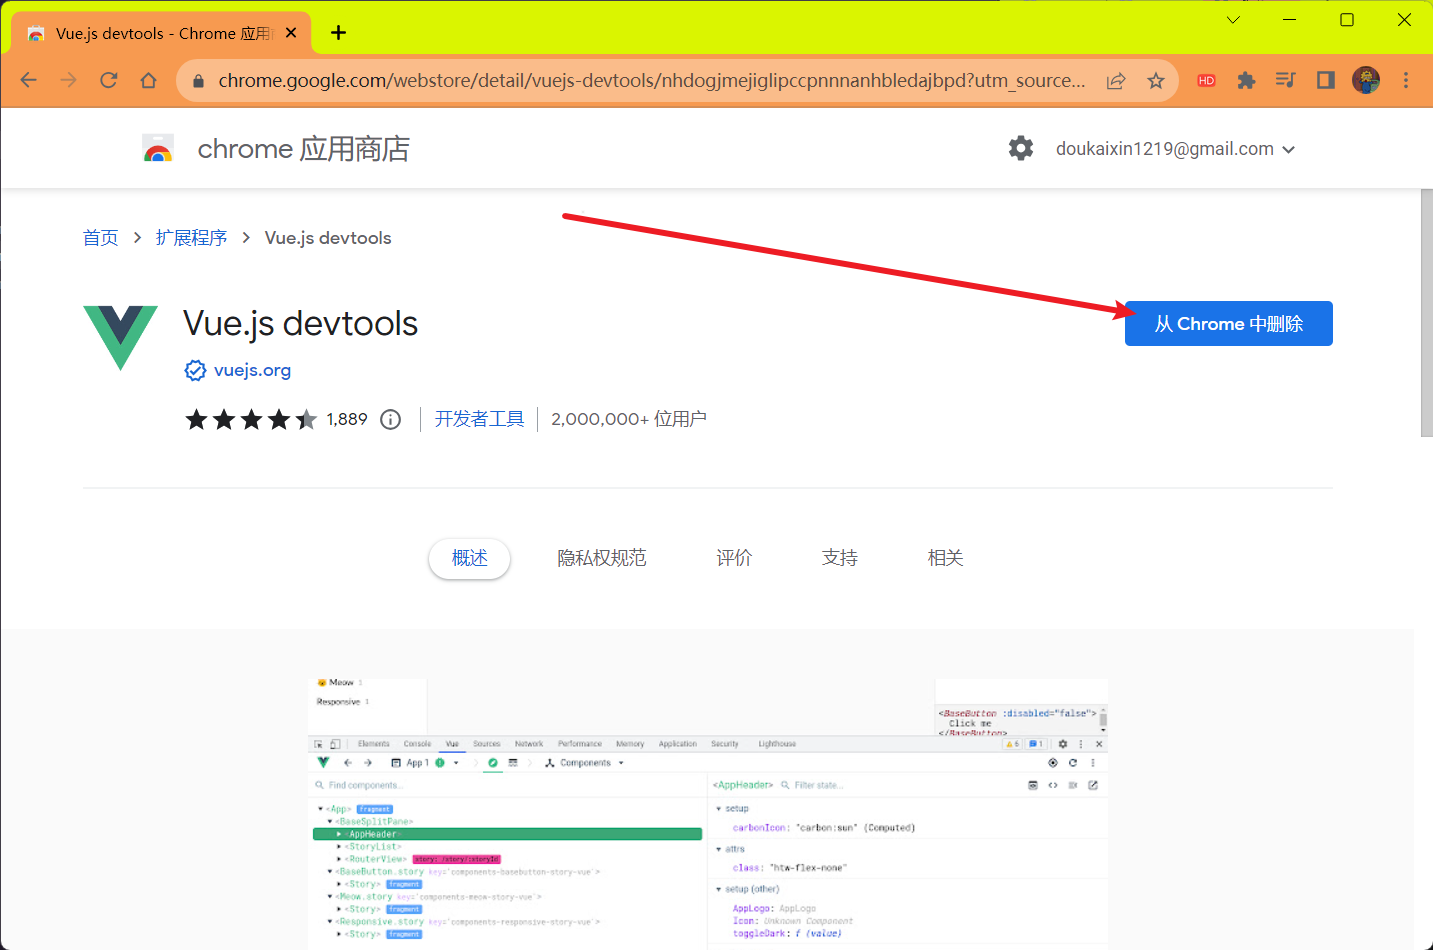 Vue.js devtools - Chrome 应用
chrome.google.com/webstore/detail/vuejs-devtools/nhdogjmejiglipccpnnnanhbledajbpd?utm_source...
HD
chrome 应用商店
doukaixin1219@gmail.com
首页 > 扩展程序 > Vue.js devtools
Vue.js devtools
从 Chrome 中删除
vuejs.org
1,889
开发者工具
2,000,000+ 位用户
概述
隐私权规范
评价
支持
相关
Meow 1
Responsive 1
<BaseButton :disabled="false">
Click me
</BaseButton>
Elements Console Vue Sources Network Performance Memory Application Security Lighthouse 6 1
App 1 Components
Find components...
<AppHeader> Filter state...
<App> fragment
<BaseSplitPane>
<AppHeader>
<StoryList>
<RouterView> story: /story/:storyId
<BaseButton.story key='components-basebutton-story-vue'>
<Story> fragment
<Meow.story key='components-meow-story-vue'>
<Story> fragment
<Responsive.story key='components-responsive-story-vue'>
<Story> fragment
setup
carbonIcon: "carbon:sun" (Computed)
attrs
class: "htw-flex-none"
setup (other)
AppLogo: AppLogo
Icon: Unknown Component
toggleDark: f (value)